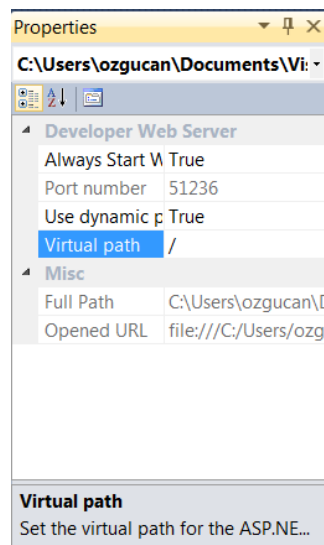 Properties
C:\Users\ozgucan\Documents\Vi
Developer Web Server
Always Start W True
Port number 51236
Use dynamic p True
Virtual path /
Misc
Full Path C:\Users\ozgucan\D
Opened URL file:///C:/Users/ozg
Virtual path
Set the virtual path for the ASP.NE...